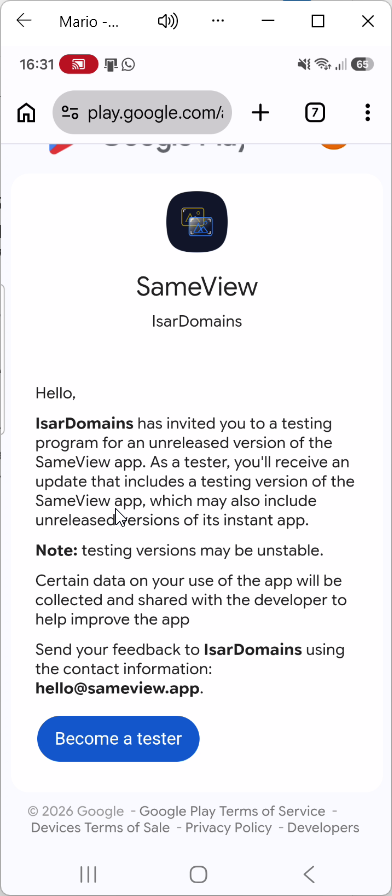 Mario -...
16:31
65
play.google.com/a
7
Google Play
SameView
IsarDomains
Hello,
IsarDomains has invited you to a testing
program for an unreleased version of the
SameView app. As a tester, you'll receive an
update that includes a testing version of the
SameView app, which may also include
unreleased versions of its instant app.
Note: testing versions may be unstable.
Certain data on your use of the app will be
collected and shared with the developer to
help improve the app
Send your feedback to IsarDomains using
the contact information:
hello@sameview.app.
Become a tester
© 2026 Google - Google Play Terms of Service -
Devices Terms of Sale - Privacy Policy - Developers